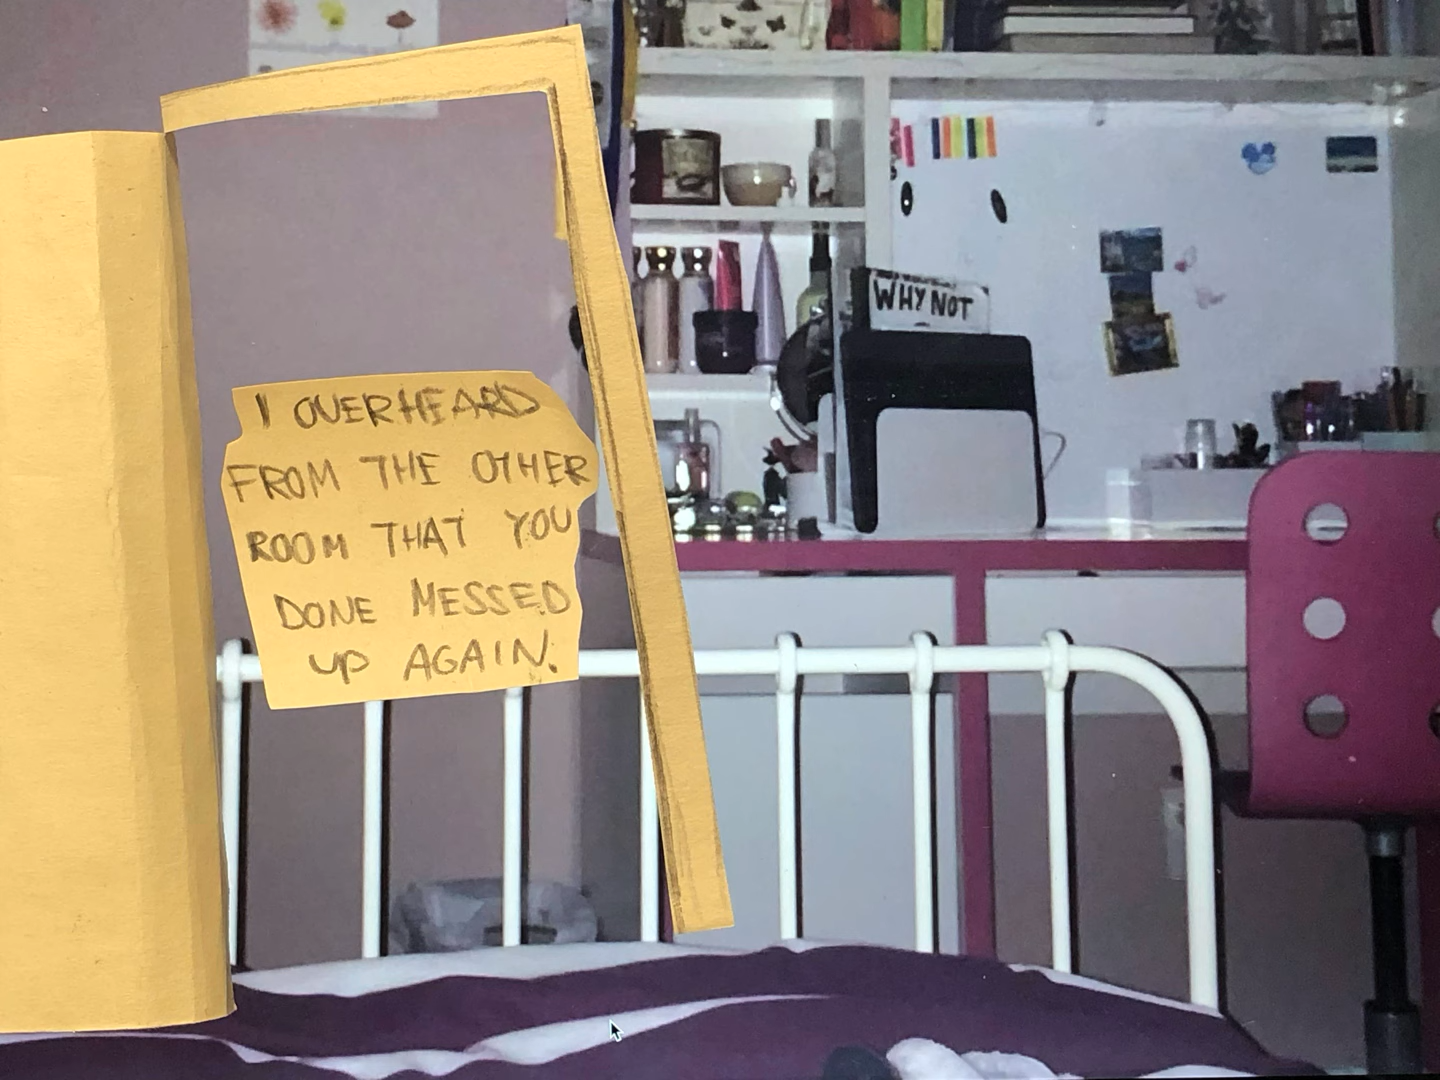 WHY NOT
I OVERHEARD
FROM THE OTHER
ROOM THAT YOU
DONE MESSED
UP AGAIN.